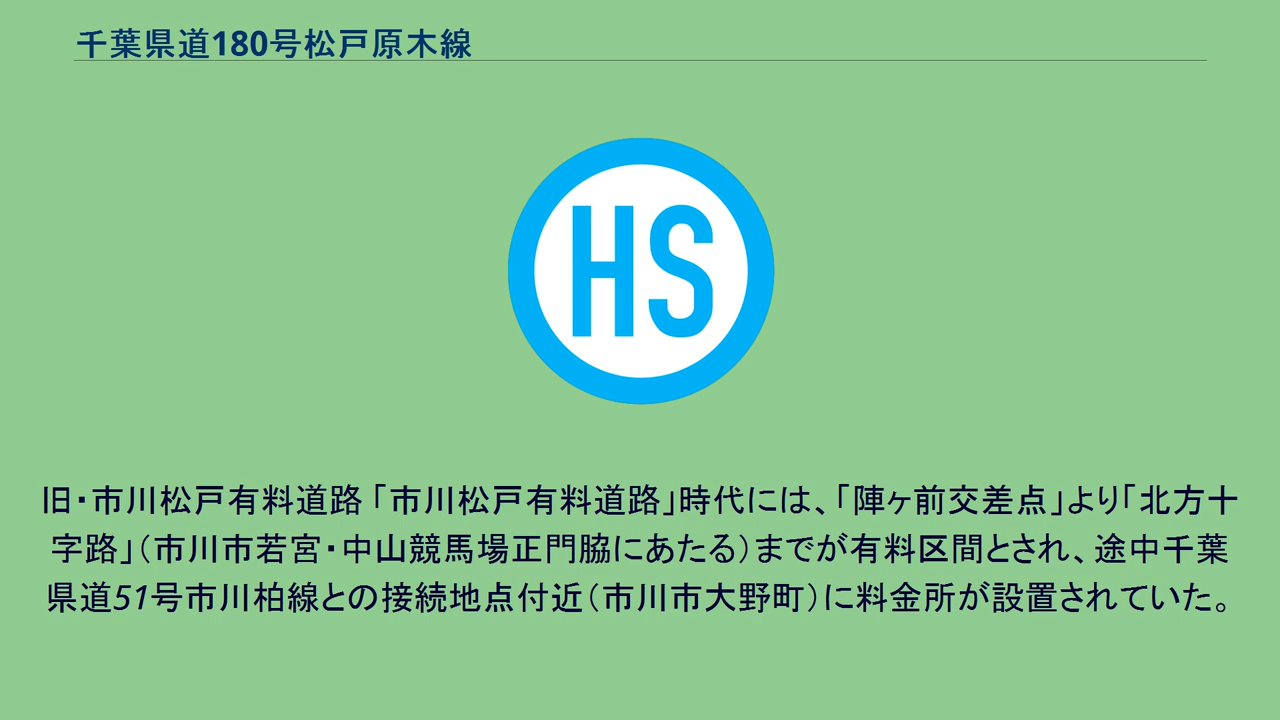 千葉県道180号松戸原木線
HS
旧・市川松戸有料道路 「市川松戸有料道路」時代には、「陣ヶ前交差点」より「北方十
字路」（市川市若宮・中山競馬場正門脇にあたる）までが有料区間とされ、途中千葉
県道51号市川柏線との接続地点付近（市川市大野町）に料金所が設置されていた。